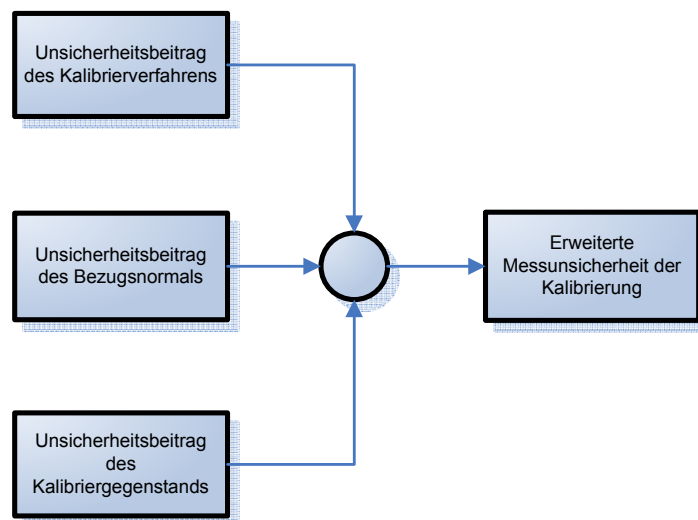 Unsicherheitsbeitrag
des Kalibrierverfahrens
Unsicherheitsbeitrag
des Bezugsnormals
Erweiterte
Messunsicherheit der
Kalibrierung
Unsicherheitsbeitrag
des
Kalibriergegenstands